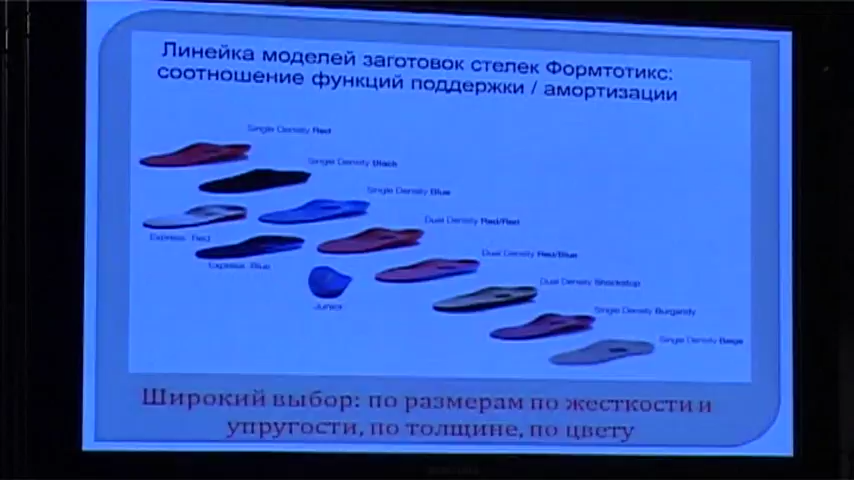 Линейка моделей заготовок стелек Формтотикс:
соотношение функций поддержки / амортизации
Single Density Red
Single Density Black
Single Density Blue
Dual Density Red/Red
Express Red
Dual Density Red/Blue
Express Blue
Dual Density Shockstop
Junior
Single Density Burgandy
Single Density Beige
Широкий выбор: по размерам по жесткости и
упругости, по толщине, по цвету